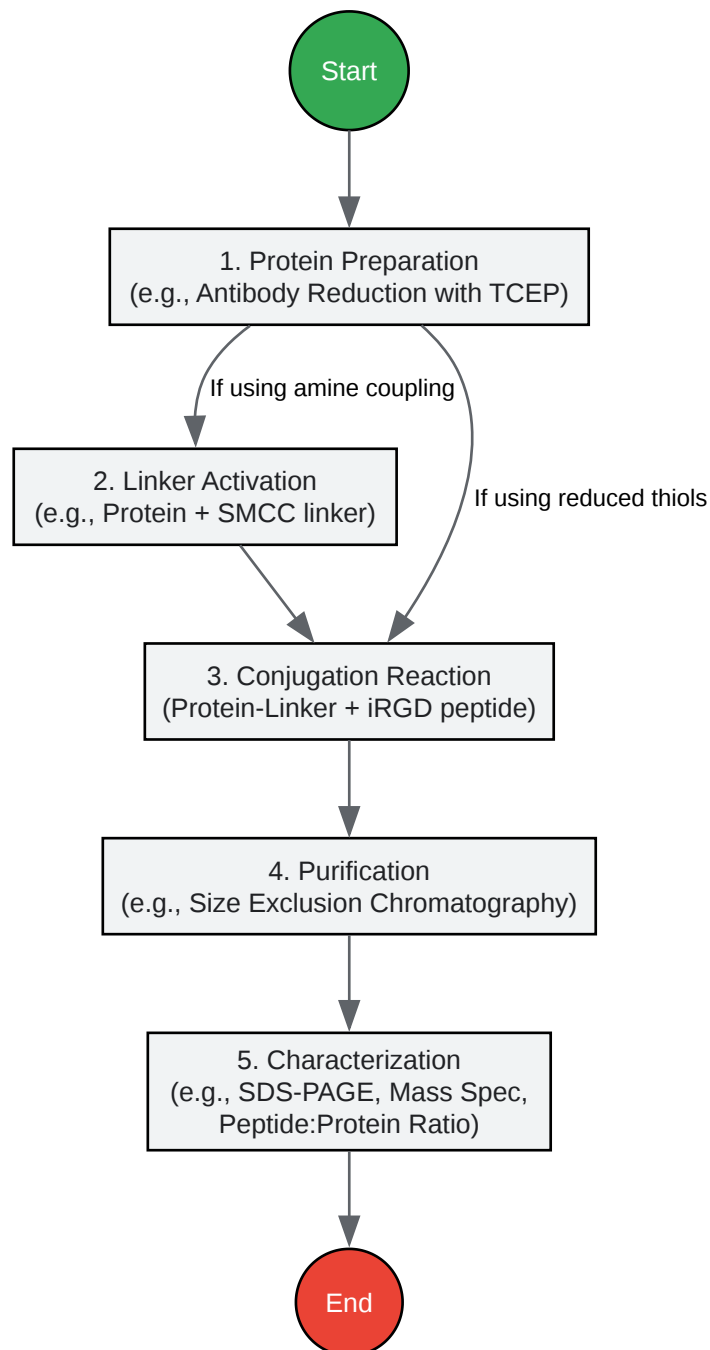 Start
1. Protein Preparation
(e.g., Antibody Reduction with TCEP)
If using amine coupling
2. Linker Activation
(e.g., Protein + SMCC linker)
If using reduced thiols
3. Conjugation Reaction
(Protein-Linker + iRGD peptide)
4. Purification
(e.g., Size Exclusion Chromatography)
5. Characterization
(e.g., SDS-PAGE, Mass Spec,
Peptide:Protein Ratio)
End